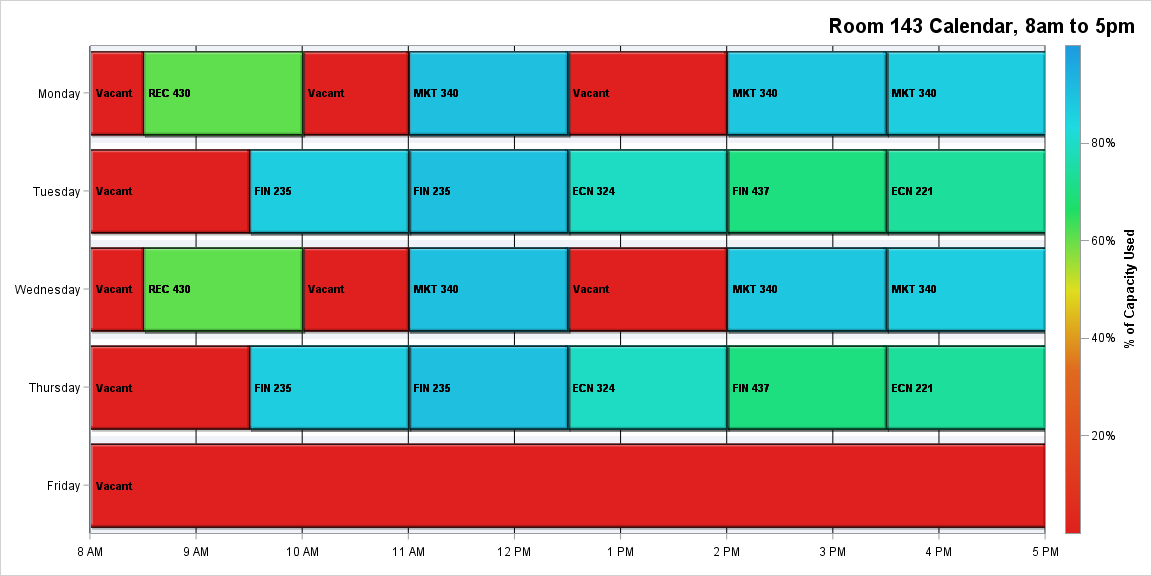 Room 143 Calendar, 8am to 5pm
Monday
Vacant
REC 430
Vacant
MKT 340
Vacant
MKT 340
MKT 340
Tuesday
Vacant
FIN 235
FIN 235
ECN 324
FIN 437
ECN 221
Wednesday
Vacant
REC 430
Vacant
MKT 340
Vacant
MKT 340
MKT 340
Thursday
Vacant
FIN 235
FIN 235
ECN 324
FIN 437
ECN 221
Friday
Vacant
8 AM
9 AM
10 AM
11 AM
12 PM
1 PM
2 PM
3 PM
4 PM
5 PM
80%
60%
40%
20%
% of Capacity Used